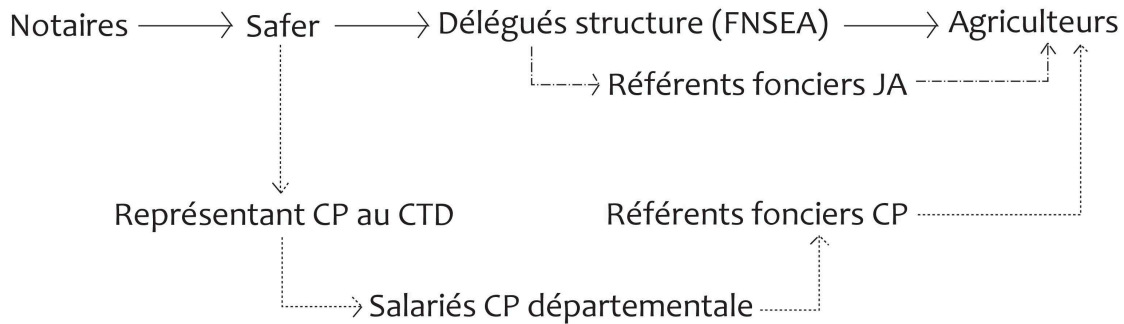 Notaires Safer Délégués structure (FNSEA) Agriculteurs
Référents fonciers JA
Représentant CP au CTD Référents fonciers CP
Salariés CP départementale